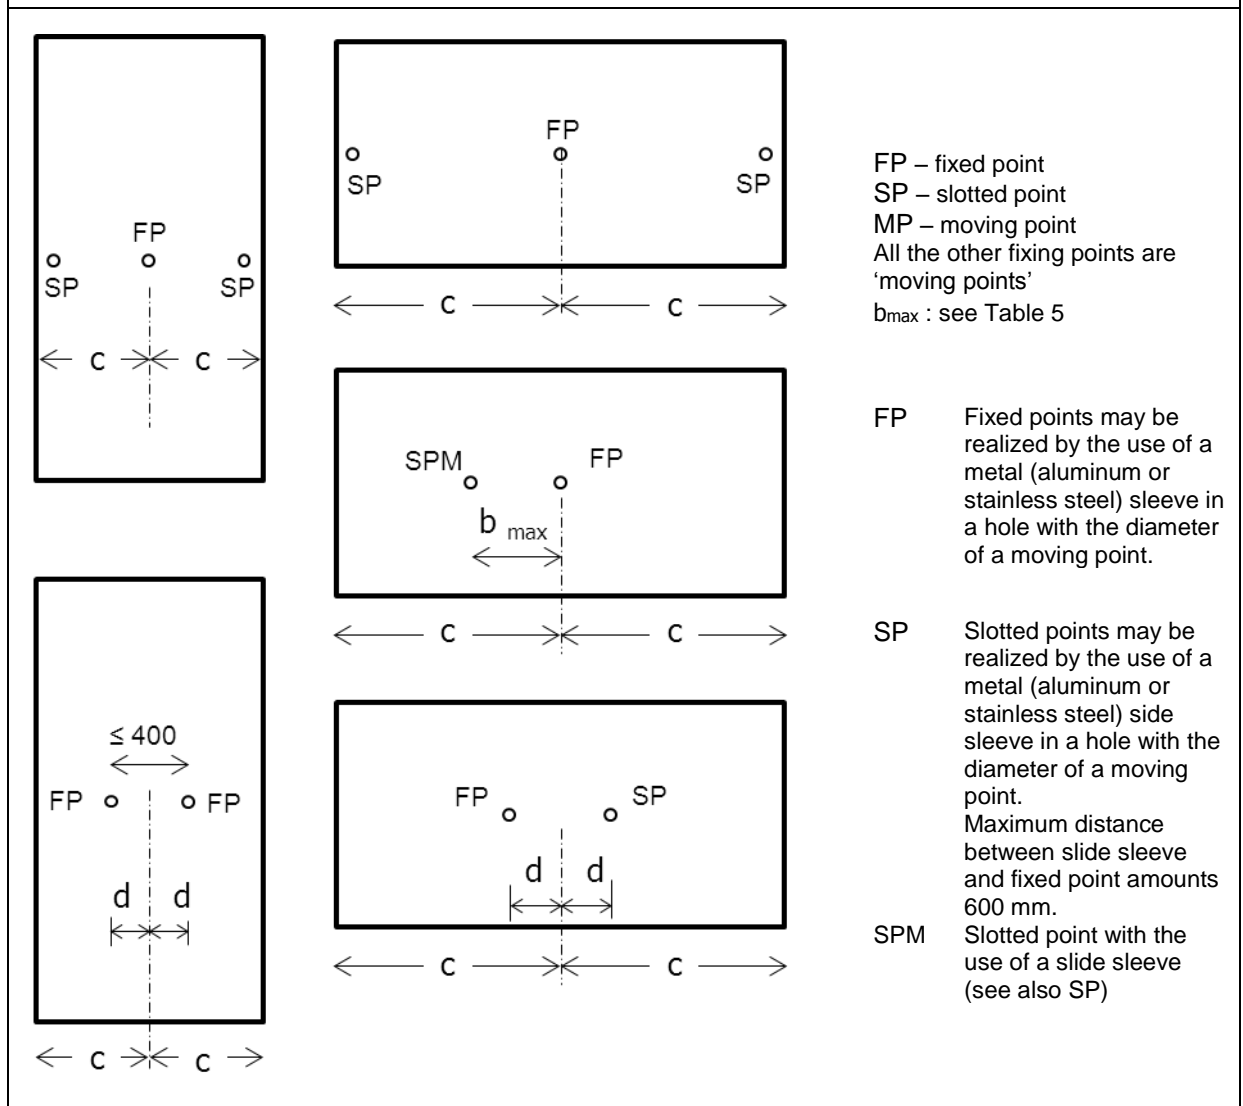 FP
SP
SP
c
c
FP
SP
SP
c
c
SPM
FP
b max
c
c
≤ 400
FP
FP
d
d
c
c
FP
SP
d
d
c
c
FP – fixed point
SP – slotted point
MP – moving point
All the other fixing points are
‘moving points’
bmax : see Table 5
FP Fixed points may be
realized by the use of a
metal (aluminum or
stainless steel) sleeve in
a hole with the diameter
of a moving point.
SP Slotted points may be
realized by the use of a
metal (aluminum or
stainless steel) side
sleeve in a hole with the
diameter of a moving
point.
Maximum distance
between slide sleeve
and fixed point amounts
600 mm.
SPM Slotted point with the
use of a slide sleeve
(see also SP)